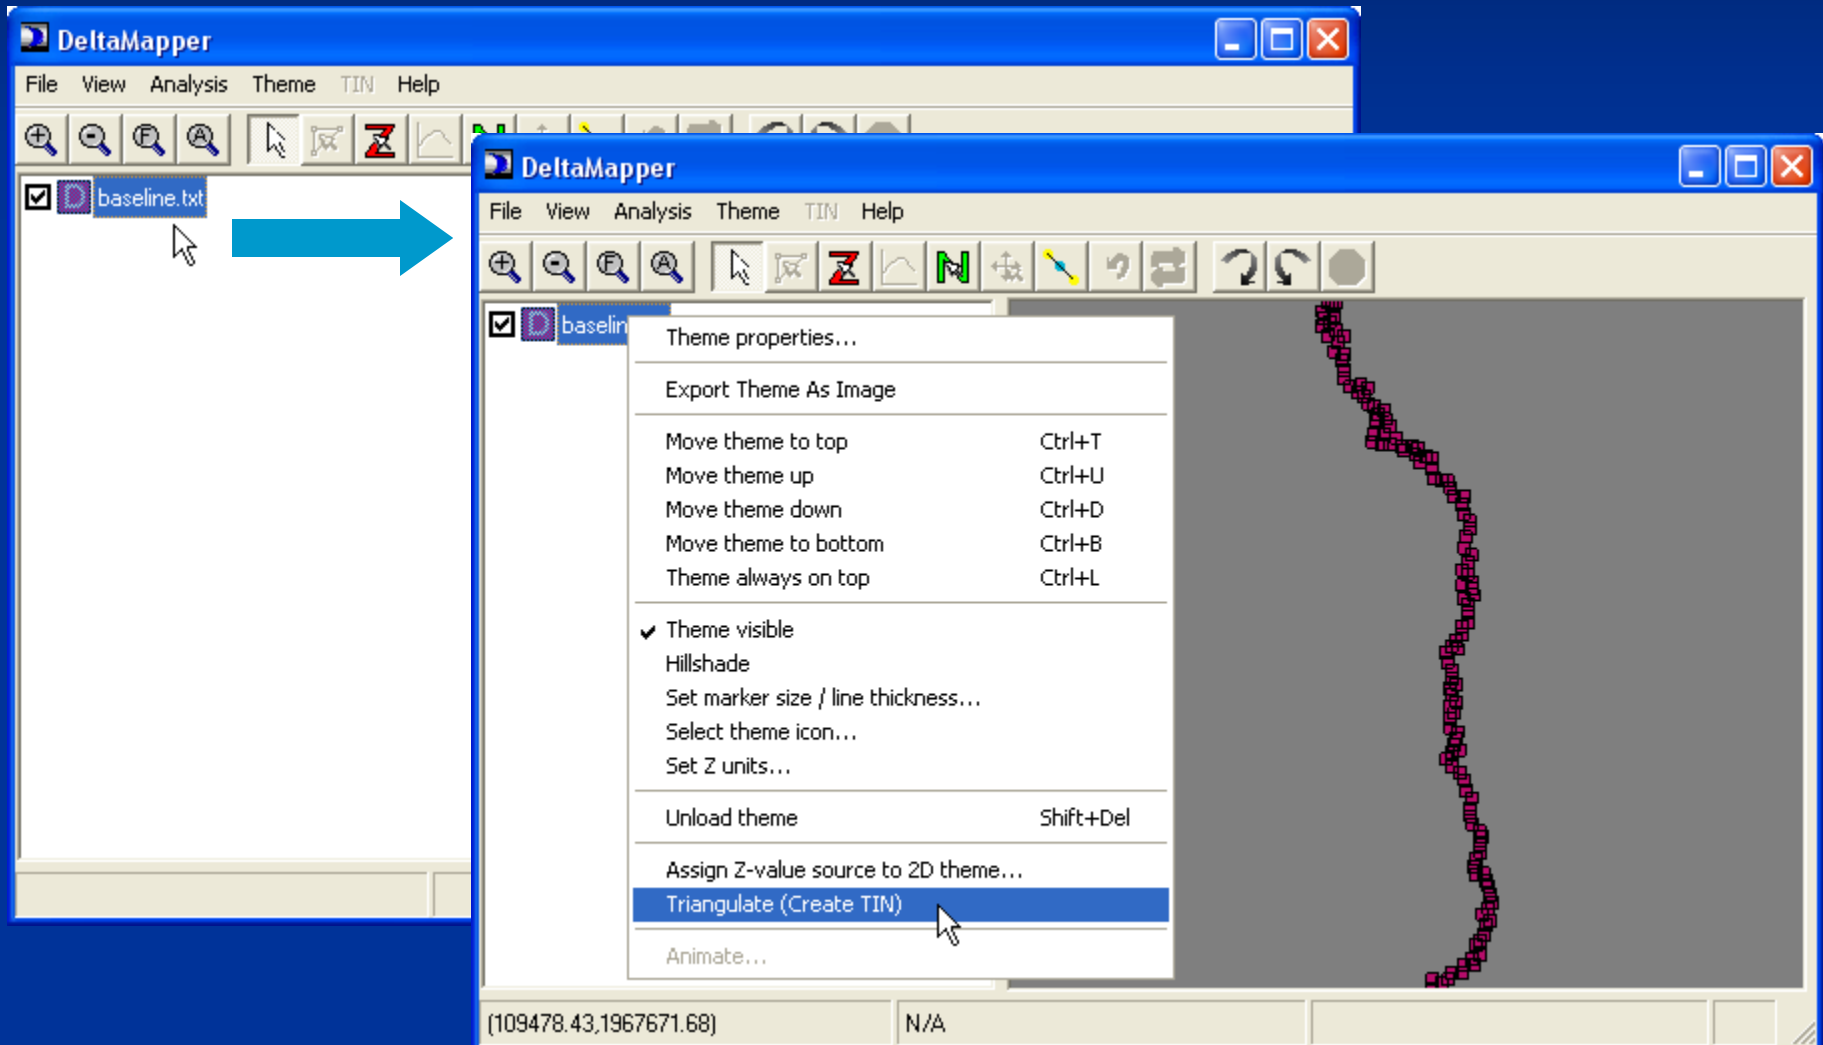 DeltaMapper
File View Analysis Theme TIN Help
F A Z
D baseline.txt
DeltaMapper
File View Analysis Theme TIN Help
F A Z N
D baselin
Theme properties...
Export Theme As Image
Move theme to top Ctrl+T
Move theme up Ctrl+U
Move theme down Ctrl+D
Move theme to bottom Ctrl+B
Theme always on top Ctrl+L
Theme visible
Hillshade
Set marker size / line thickness...
Select theme icon...
Set Z units...
Unload theme Shift+Del
Assign Z-value source to 2D theme...
Triangulate (Create TIN)
Animate...
(109478.43,1967671.68) N/A